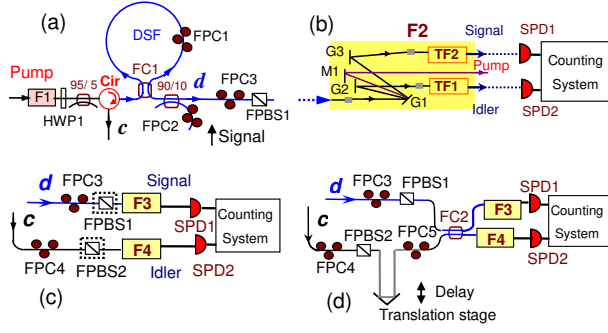 (a)
DSF
FPC1
FC1
Pump
F1
95/ 5
Cir
HWP1
c
90/10
d
FPC3
FPC2
Signal
FPBS1
(b)
F2
G3
M1
G2
G1
TF2
TF1
Signal
Pump
Idler
SPD1
SPD2
Counting
System
d
FPC3
Signal
FPBS1
F3
SPD1
c
FPC4
FPBS2
F4
Idler
SPD2
Counting
System
(c)
d
FPC3
FPBS1
FC2
F3
SPD1
c
FPC4
FPBS2
FPC5
F4
SPD2
Counting
System
Delay
Translation stage
(d)